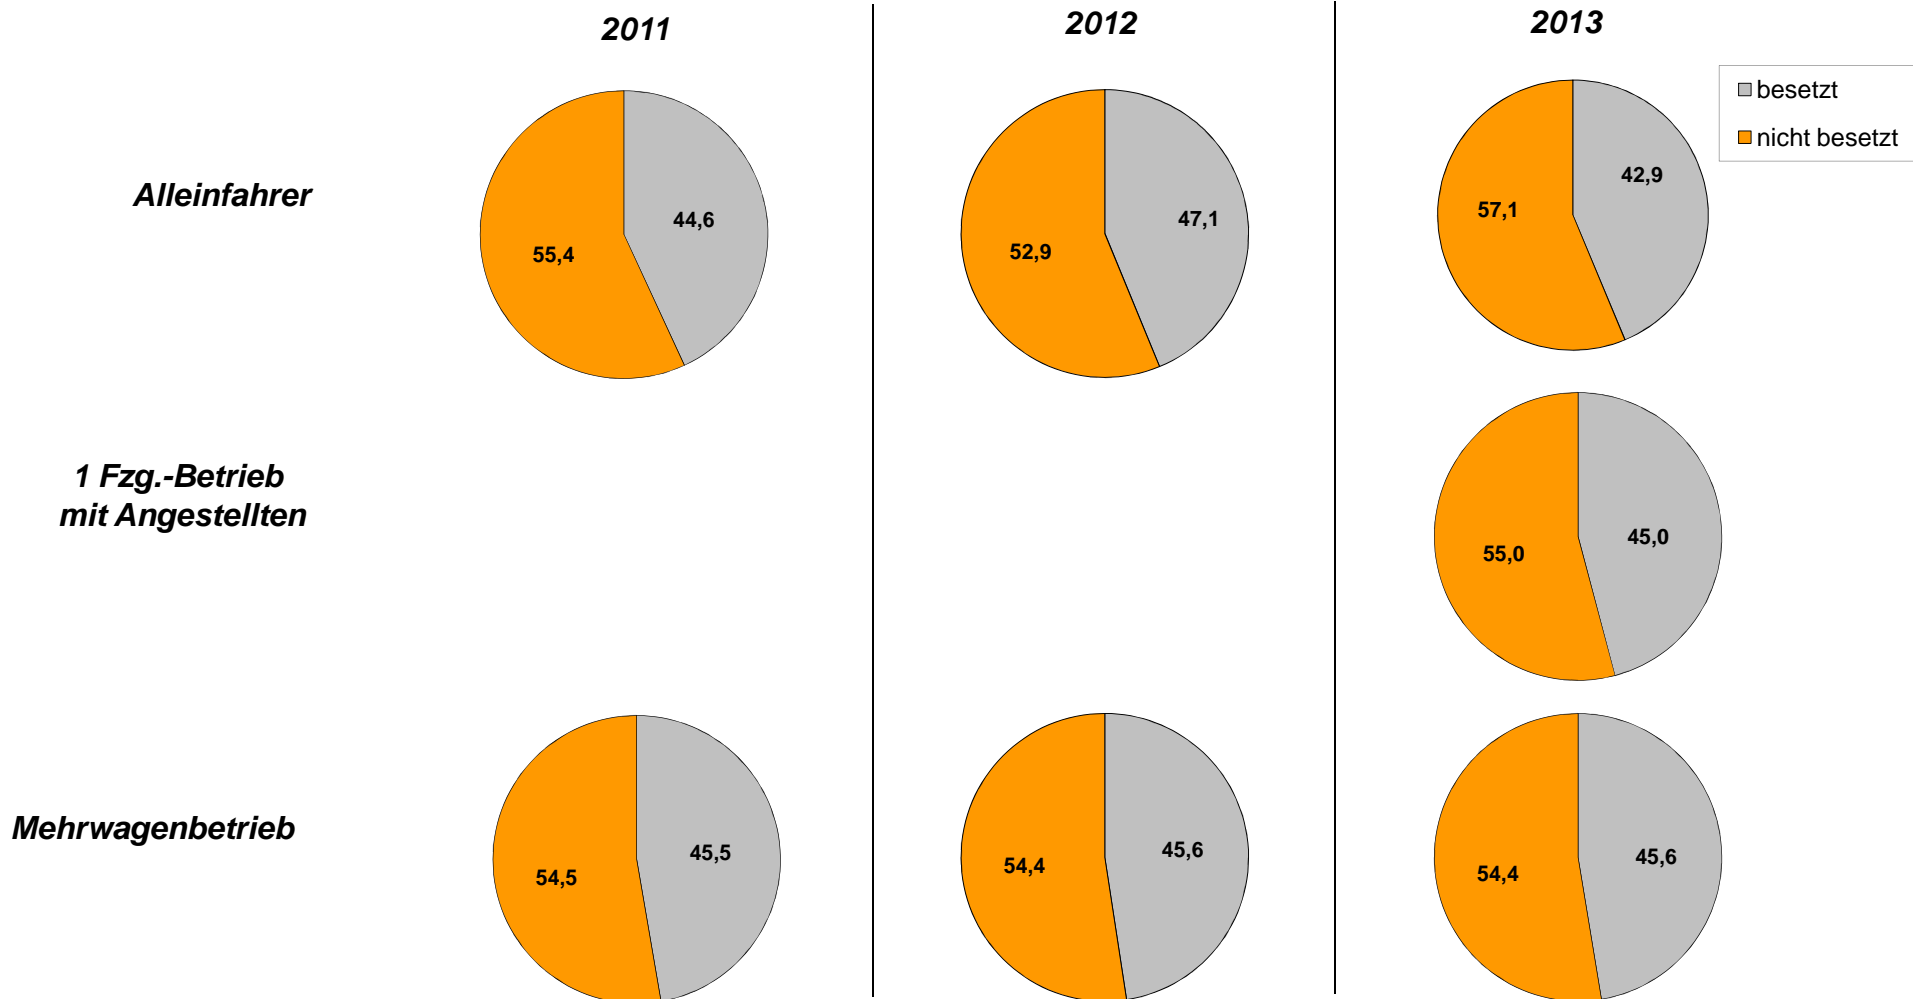 2011
2012
2013
besetzt
nicht besetzt
Alleinfahrer
44,6
55,4
47,1
52,9
42,9
57,1
1 Fzg.-Betrieb
mit Angestellten
45,0
55,0
Mehrwagenbetrieb
45,5
54,5
45,6
54,4
45,6
54,4